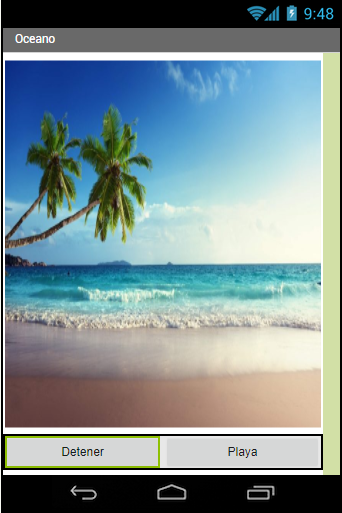 9:48
Oceano
Detener
Playa